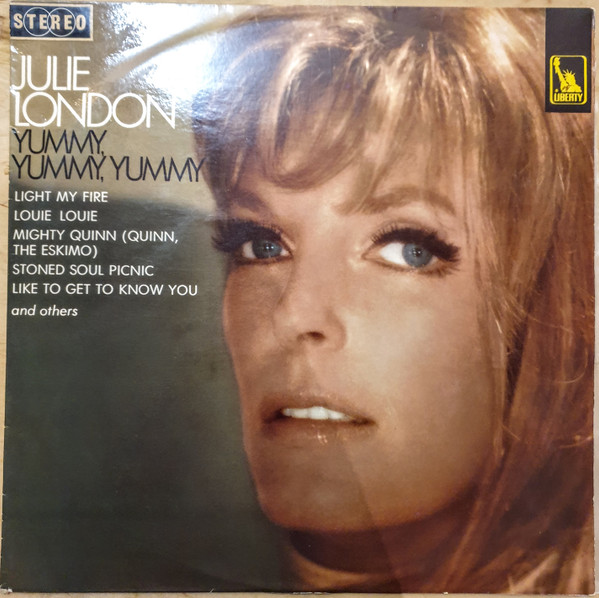 STEREO
JULIE
LONDON
YUMMY,
YUMMY, YUMMY
LIGHT MY FIRE
LOUIE LOUIE
MIGHTY QUINN (QUINN,
THE ESKIMO)
STONED SOUL PICNIC
LIKE TO GET TO KNOW YOU
and others
LIBERTY